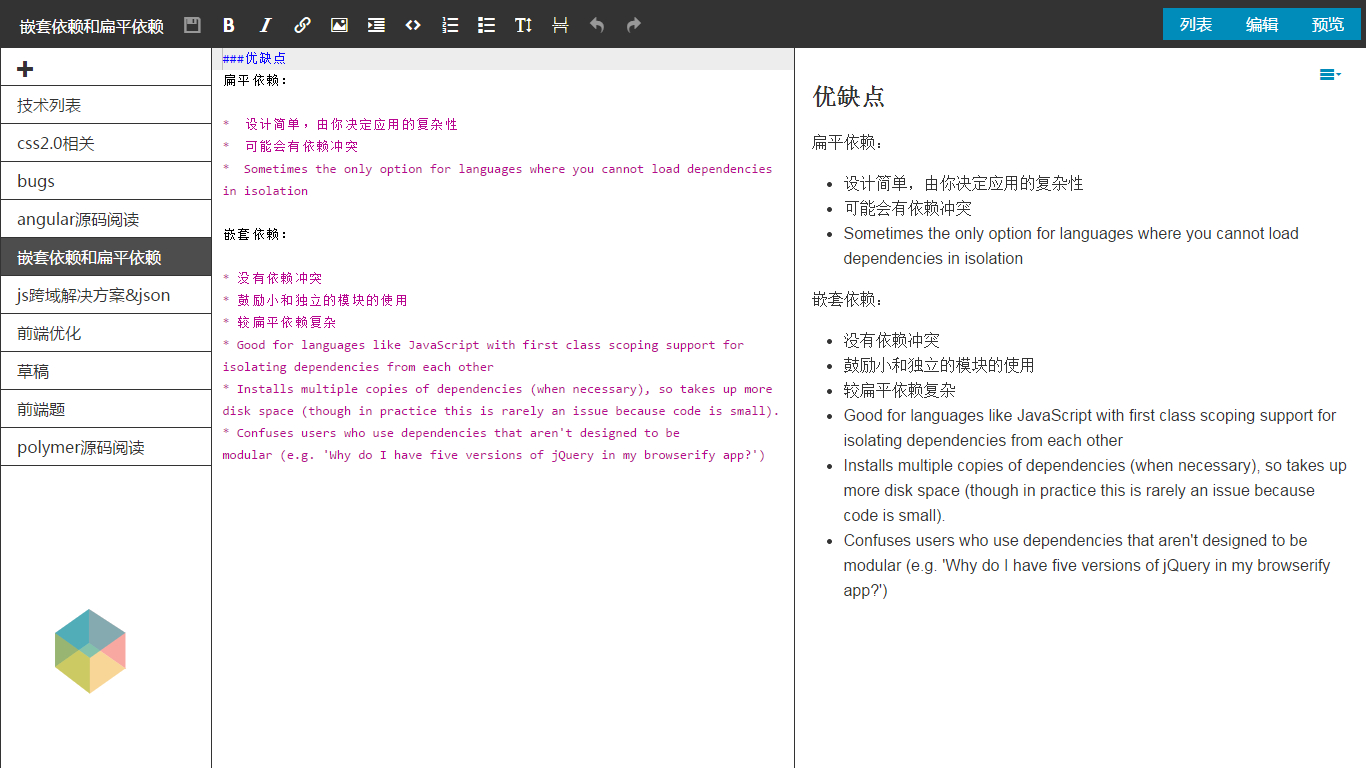 嵌套依赖和扁平依赖
列表 编辑 预览
技术列表
css2.0相关
bugs
angular源码阅读
嵌套依赖和扁平依赖
js跨域解决方案&json
前端优化
草稿
前端题
polymer源码阅读
###优缺点
扁平依赖：
*  设计简单，由你决定应用的复杂性
*  可能会有依赖冲突
*  Sometimes the only option for languages where you cannot load dependencies
in isolation
嵌套依赖：
* 没有依赖冲突
* 鼓励小和独立的模块的使用
* 较扁平依赖复杂
* Good for languages like JavaScript with first class scoping support for
isolating dependencies from each other
* Installs multiple copies of dependencies (when necessary), so takes up more
disk space (though in practice this is rarely an issue because code is small).
* Confuses users who use dependencies that aren't designed to be
modular (e.g. 'Why do I have five versions of jQuery in my browserify app?')
优缺点
扁平依赖：
• 设计简单，由你决定应用的复杂性
• 可能会有依赖冲突
• Sometimes the only option for languages where you cannot load
dependencies in isolation
嵌套依赖：
• 没有依赖冲突
• 鼓励小和独立的模块的使用
• 较扁平依赖复杂
• Good for languages like JavaScript with first class scoping support for
isolating dependencies from each other
• Installs multiple copies of dependencies (when necessary), so takes up
more disk space (though in practice this is rarely an issue because
code is small).
• Confuses users who use dependencies that aren't designed to be
modular (e.g. 'Why do I have five versions of jQuery in my browserify
app?')